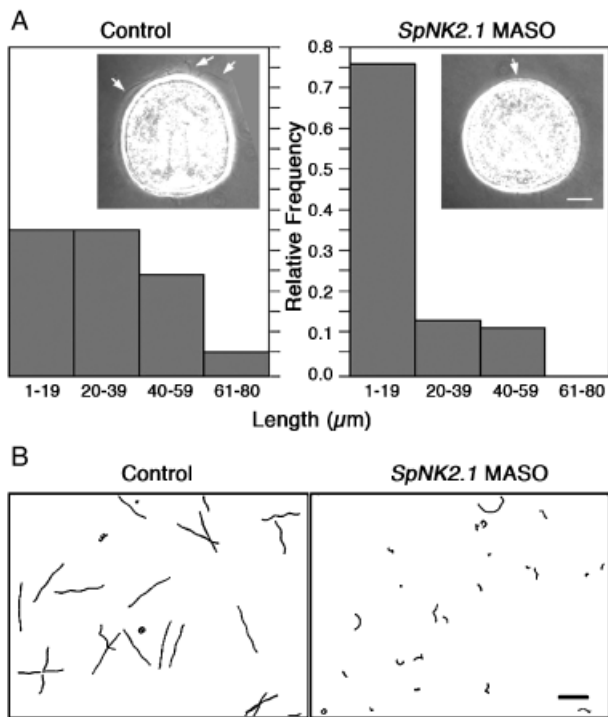 A
Control
SpNK2.1 MASO
Relative Frequency
0.8
0.7
0.6
0.5
0.4
0.3
0.2
0.1
0.0
1-19 20-39 40-59 61-80
1-19 20-39 40-59 61-80
Length (µm)
B
Control
SpNK2.1 MASO